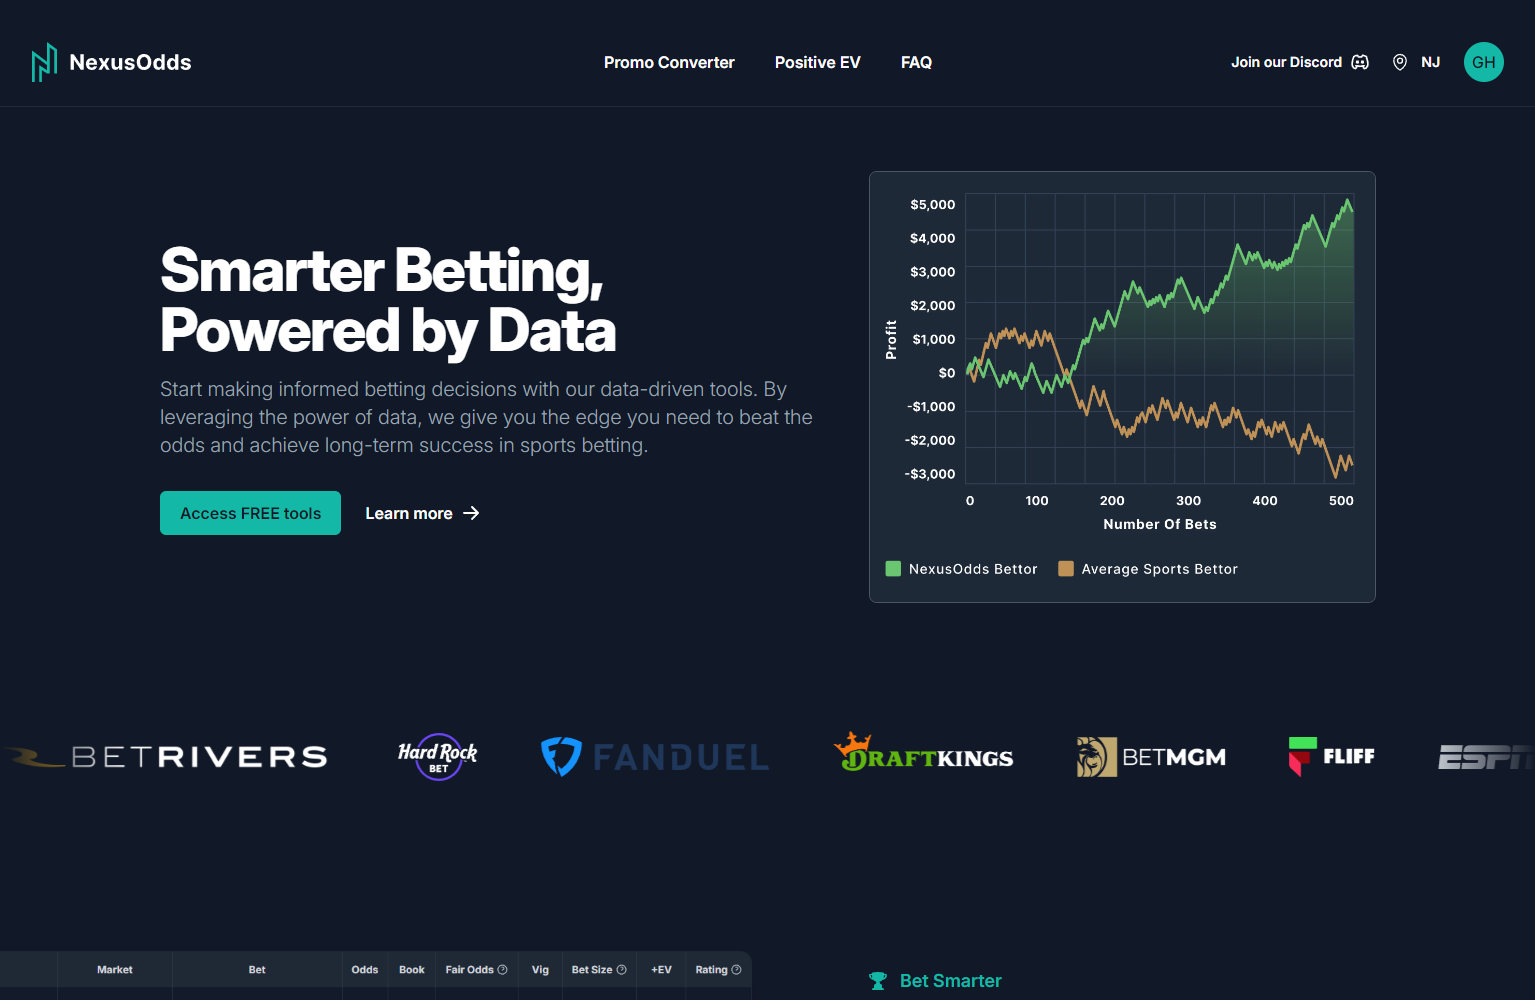 NexusOdds
Promo Converter
Positive EV
FAQ
Join our Discord
NJ
GH
Smarter Betting,
Powered by Data
Start making informed betting decisions with our data-driven tools. By
leveraging the power of data, we give you the edge you need to beat the
odds and achieve long-term success in sports betting.
Access FREE tools
Learn more
$5,000
$4,000
$3,000
$2,000
$1,000
$0
-$1,000
-$2,000
-$3,000
Profit
0 100 200 300 400 500
Number Of Bets
NexusOdds Bettor
Average Sports Bettor
BETRIVERS
Hard Rock
BET
FANDUEL
DRAFTKINGS
BETMGM
FLIFF
ESPN
Market Bet Odds Book Fair Odds Vig Bet Size +EV Rating
Bet Smarter